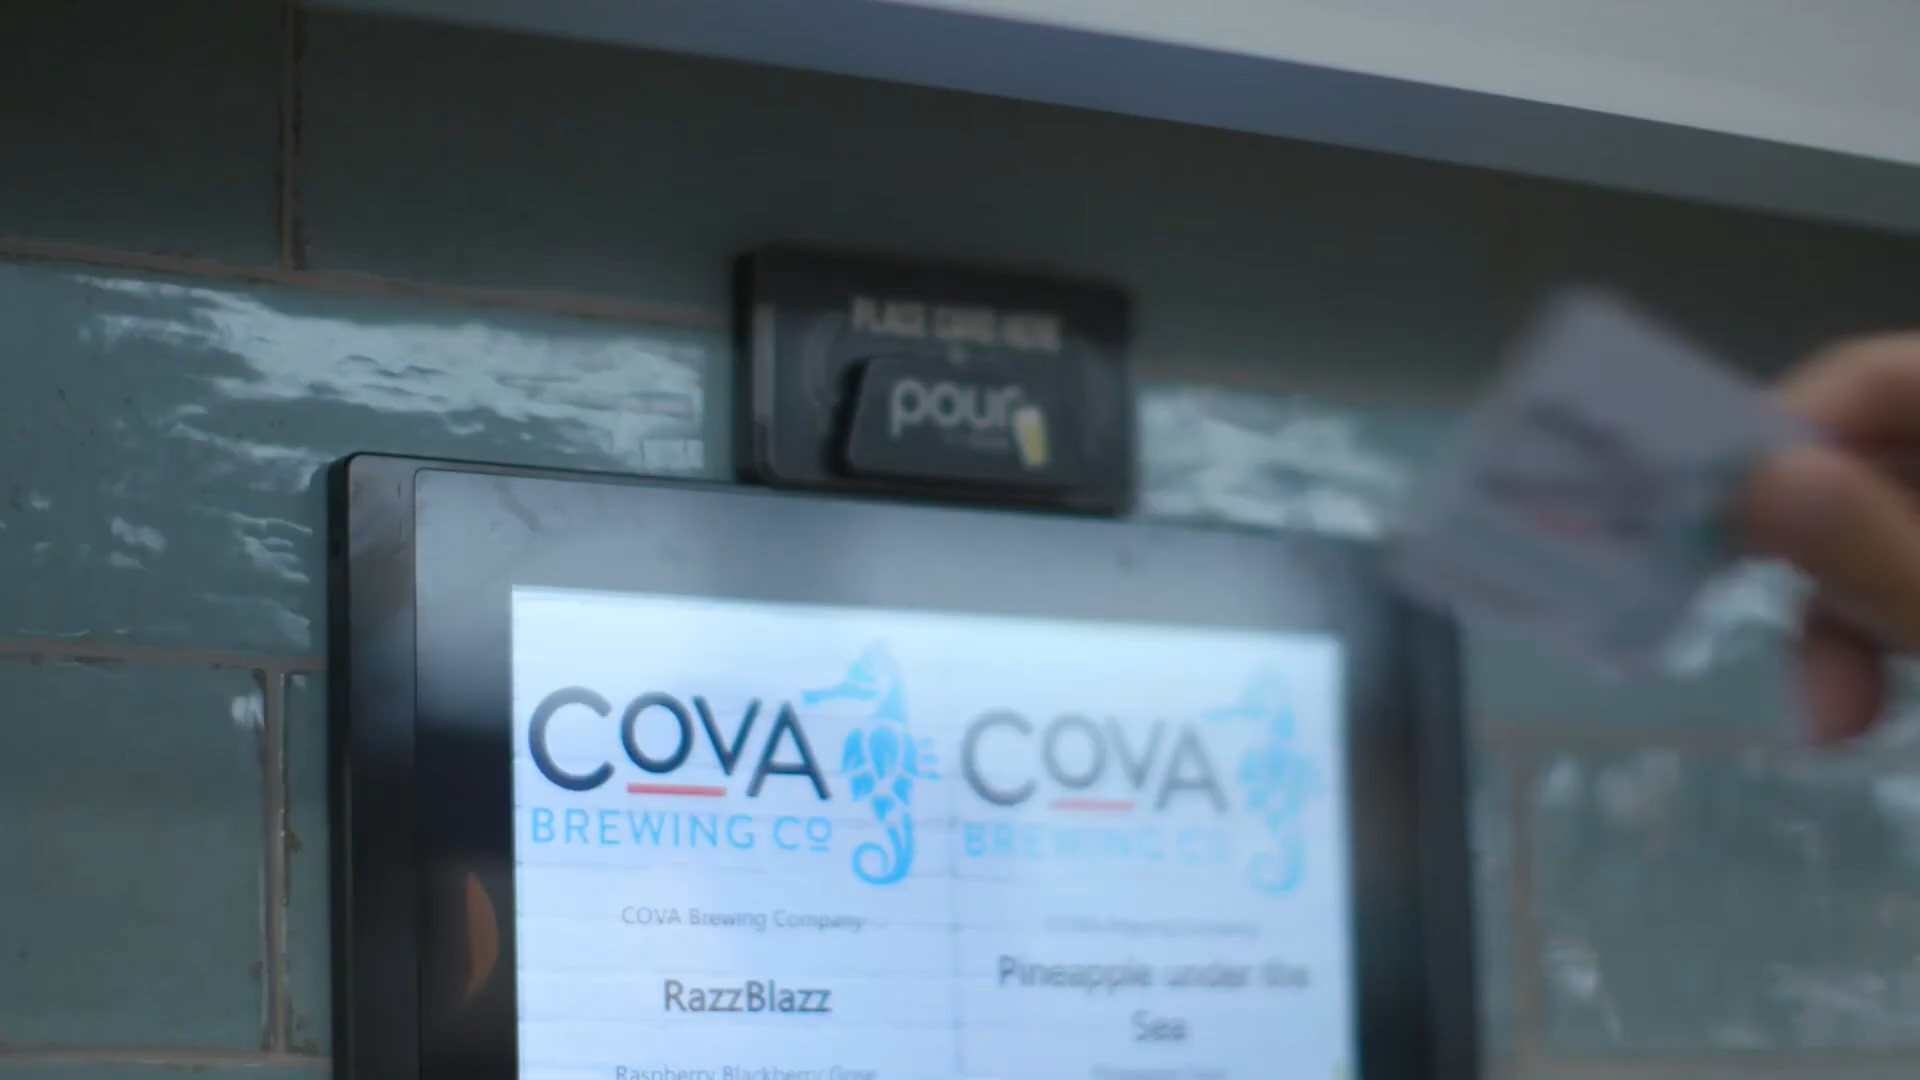 PLACE CARD HERE
pour
COVA
BREWING Cº
COVA Brewing Company
RazzBlazz
Raspberry Blackberry Gose
COVA
BREWING Cº
Pineapple under the
Sea